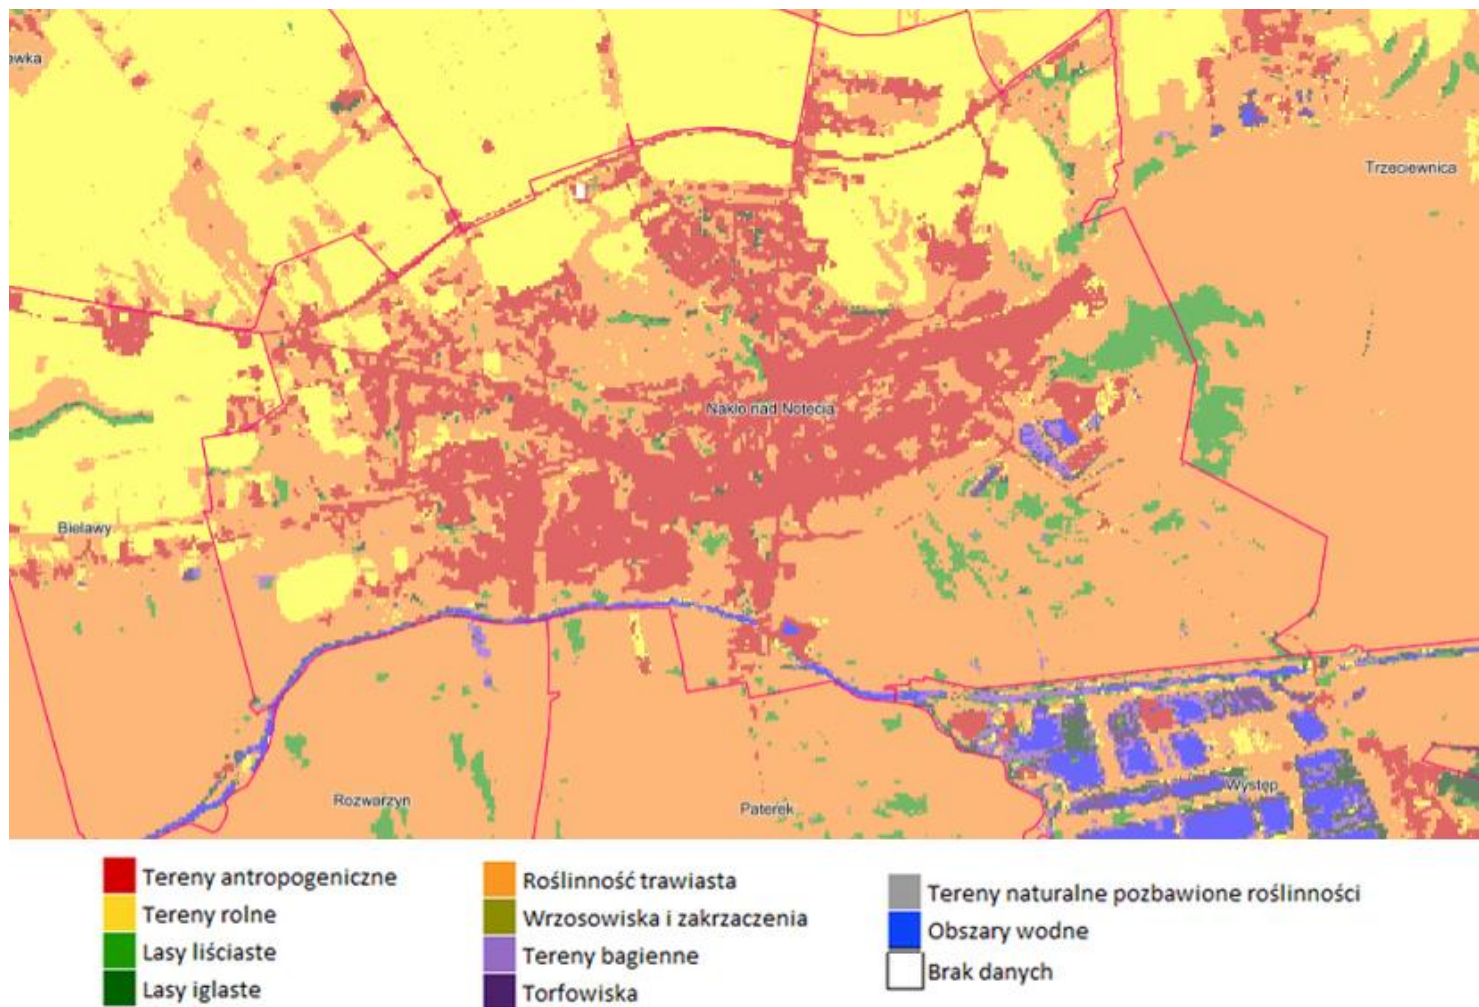 ówka
Trzeciewnica
Nakło nad Notecią
Bielawy
Rozwarzyn
Paterek
Występ
Tereny antropogeniczne
Tereny rolne
Lasy liściaste
Lasy iglaste
Roślinność trawiasta
Wrzosowiska i zakrzaczenia
Tereny bagienne
Torfowiska
Tereny naturalne pozbawione roślinności
Obszary wodne
Brak danych